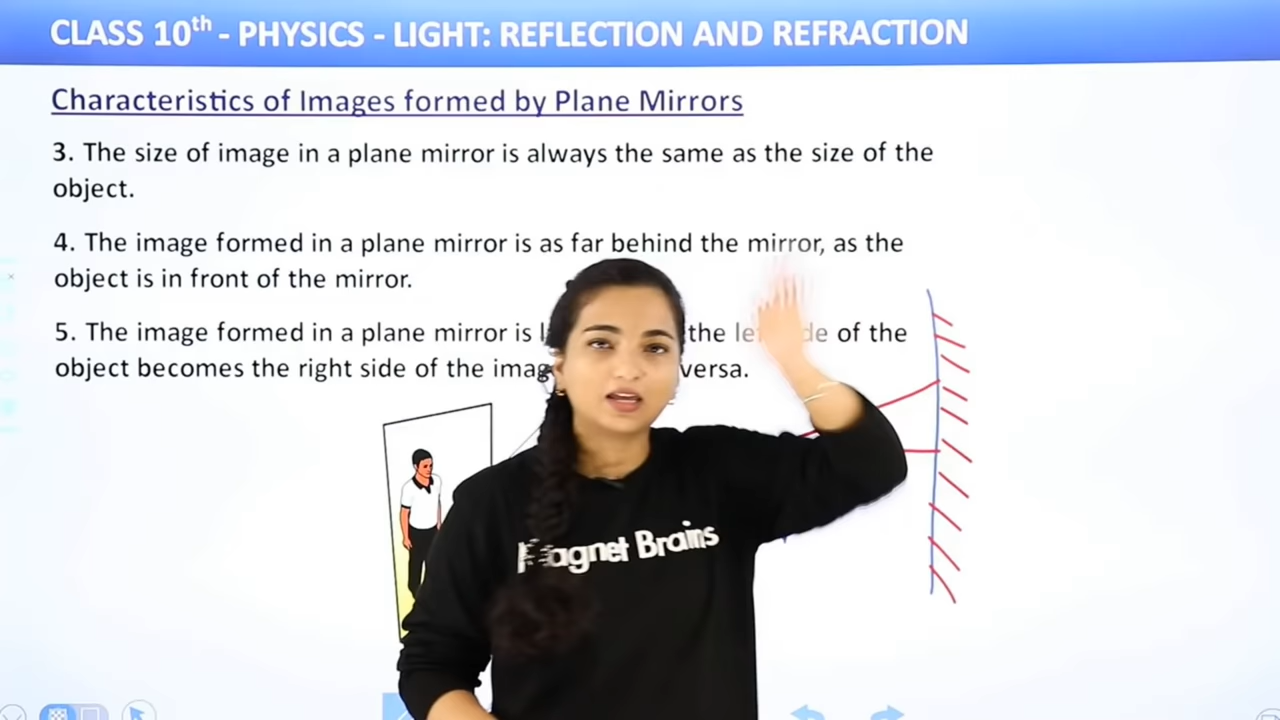 CLASS 10th - PHYSICS - LIGHT: REFLECTION AND REFRACTION
Characteristics of Images formed by Plane Mirrors
3. The size of image in a plane mirror is always the same as the size of the
object.
4. The image formed in a plane mirror is as far behind the mirror, as the
object is in front of the mirror.
5. The image formed in a plane mirror is the of the
object becomes the right side of the versa.
Magnet Brains